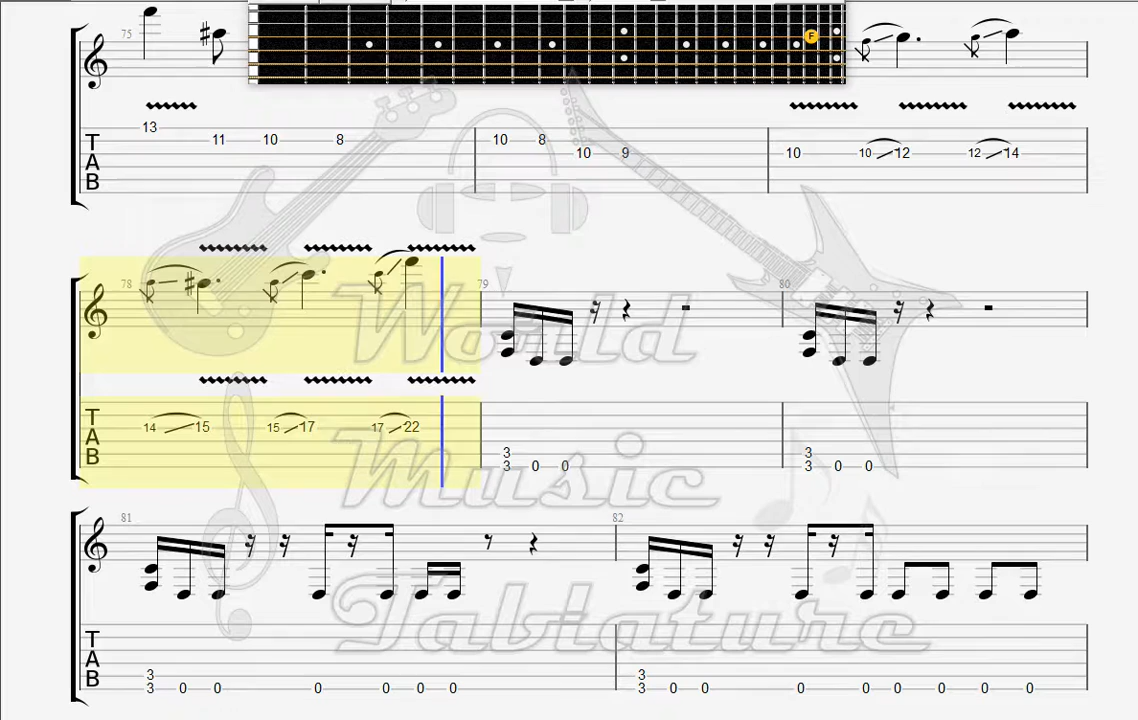 75
F
13 11 10 8 10 8 10 9 10 10 12 12 14
T
A
B
78 79 80
14 15 15 17 17 22 3 3
T
A
B
3 0 0 3 0 0
81 82
T
A
B
3 3
3 0 0 0 0 0 0 3 0 0 0 0 0 0 0 0
World
Music
Tablature